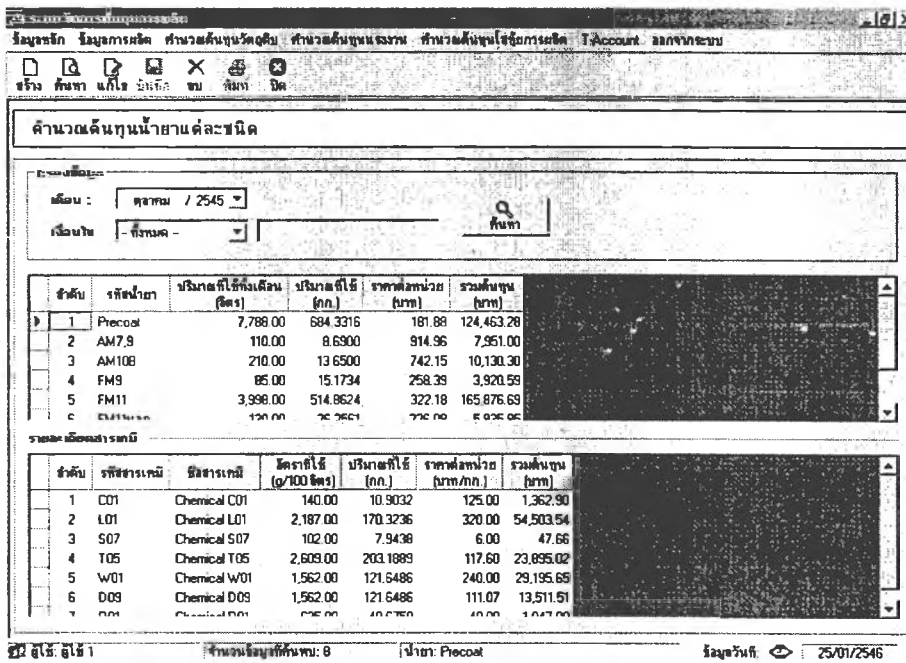 ข้อมูลหลัก ข้อมูลการผลิต คำนวณต้นทุนวัตถุดิบ คำนวณต้นทุนแรงงาน คำนวณต้นทุนโสหุ้ยการผลิต T-Account ออกจากระบบ
สร้าง ค้นหา แก้ไข บันทึก ลบ พิมพ์ ปิด
คำนวณต้นทุนน้ำยาแต่ละชนิด
กรองข้อมูล
เดือน : ตุลาคม / 2545
เงื่อนไข - ทั้งหมด - ค้นหา
ลำดับ รหัสน้ำยา ปริมาณที่ใช้ทั้งเดือน (ลิตร) ปริมาณที่ใช้ (กก.) ราคาต่อหน่วย (บาท) รวมต้นทุน (บาท)
1 Precoat 7,788.00 684.3316 181.88 124,463.28
2 AM7,9 110.00 8.6900 914.96 7,951.00
3 AM108 210.00 13.6500 742.15 10,130.30
4 FM9 85.00 15.1734 258.39 3,920.59
5 FM11 3,998.00 514.8624 322.18 165,876.69
รายละเอียดสารเคมี
ลำดับ รหัสสารเคมี ชื่อสารเคมี อัตราที่ใช้ (g/100 ลิตร) ปริมาณที่ใช้ (กก.) ราคาต่อหน่วย (บาท/กก.) รวมต้นทุน (บาท)
1 C01 Chemical C01 140.00 10.9032 125.00 1,362.90
2 L01 Chemical L01 2,187.00 170.3236 320.00 54,503.54
3 S07 Chemical S07 102.00 7.9438 6.00 47.66
4 T05 Chemical T05 2,609.00 203.1889 117.60 23,895.02
5 W01 Chemical W01 1,562.00 121.6486 240.00 29,195.65
6 D09 Chemical D09 1,562.00 121.6486 111.07 13,511.51
ผู้ใช้: ผู้ใช้ 1 จำนวนข้อมูลที่ค้นพบ: 8 น้ำยา: Precoat ข้อมูลวันที่: 25/01/2546